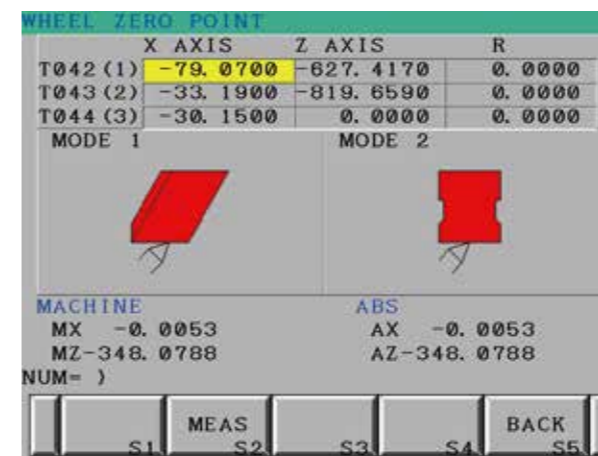 WHEEL ZERO POINT
X AXIS Z AXIS R
T042(1) -79.0700 -627.4170 0.0000
T043(2) -33.1900 -819.6590 0.0000
T044(3) -30.1500 0.0000 0.0000
MODE 1 MODE 2
MACHINE ABS
MX -0.0053 AX -0.0053
MZ-348.0788 AZ-348.0788
NUM= )
MEAS BACK
S1 S2 S3 S4 S5